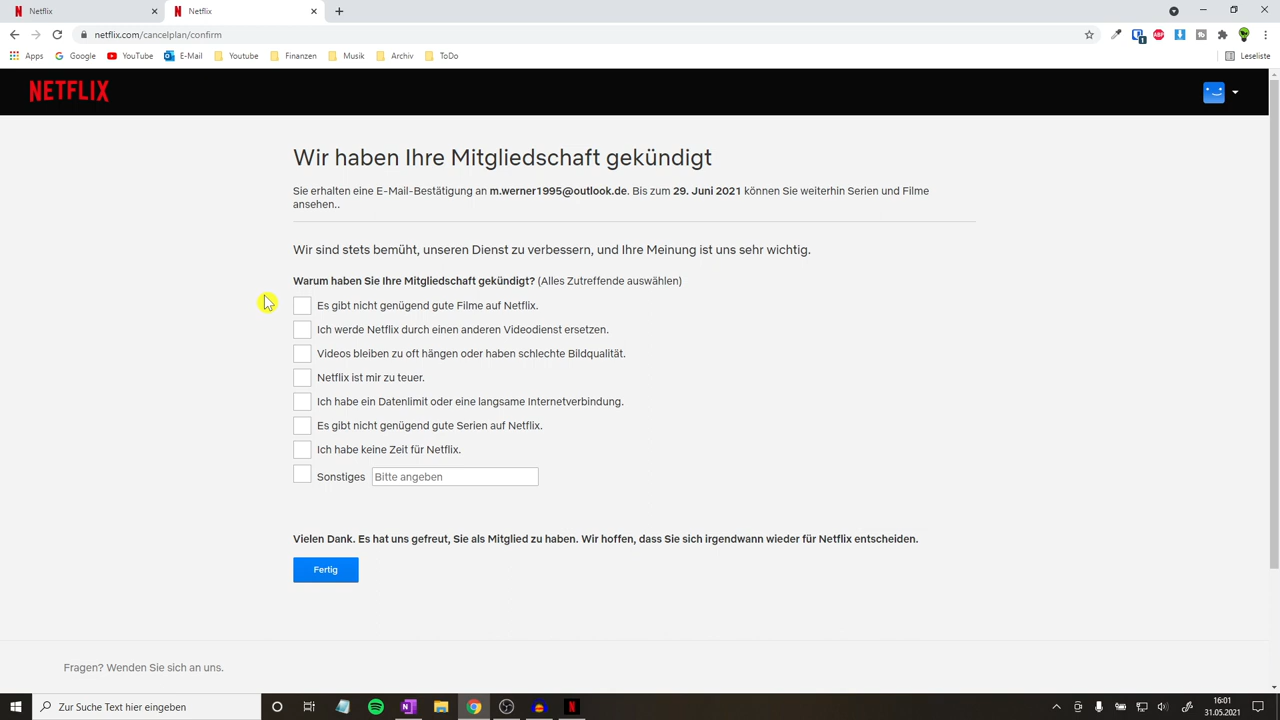 Netflix
Netflix
netflix.com/cancelplan/confirm
Apps Google YouTube E-Mail Youtube Finanzen Musik Archiv ToDo Leseliste
NETFLIX
Wir haben Ihre Mitgliedschaft gekündigt
Sie erhalten eine E-Mail-Bestätigung an m.werner1995@outlook.de. Bis zum 29. Juni 2021 können Sie weiterhin Serien und Filme
ansehen..
Wir sind stets bemüht, unseren Dienst zu verbessern, und Ihre Meinung ist uns sehr wichtig.
Warum haben Sie Ihre Mitgliedschaft gekündigt? (Alles Zutreffende auswählen)
Es gibt nicht genügend gute Filme auf Netflix.
Ich werde Netflix durch einen anderen Videodienst ersetzen.
Videos bleiben zu oft hängen oder haben schlechte Bildqualität.
Netflix ist mir zu teuer.
Ich habe ein Datenlimit oder eine langsame Internetverbindung.
Es gibt nicht genügend gute Serien auf Netflix.
Ich habe keine Zeit für Netflix.
Sonstiges Bitte angeben
Vielen Dank. Es hat uns gefreut, Sie als Mitglied zu haben. Wir hoffen, dass Sie sich irgendwann wieder für Netflix entscheiden.
Fertig
Fragen? Wenden Sie sich an uns.
Zur Suche Text hier eingeben
16:01
31.05.2021